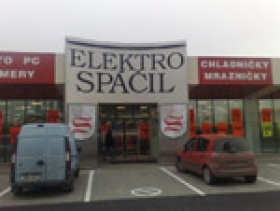 ELEKTRO
SPÁČIL
TO PC
MERY
CHLADNIČKY
MRAZNIČKY